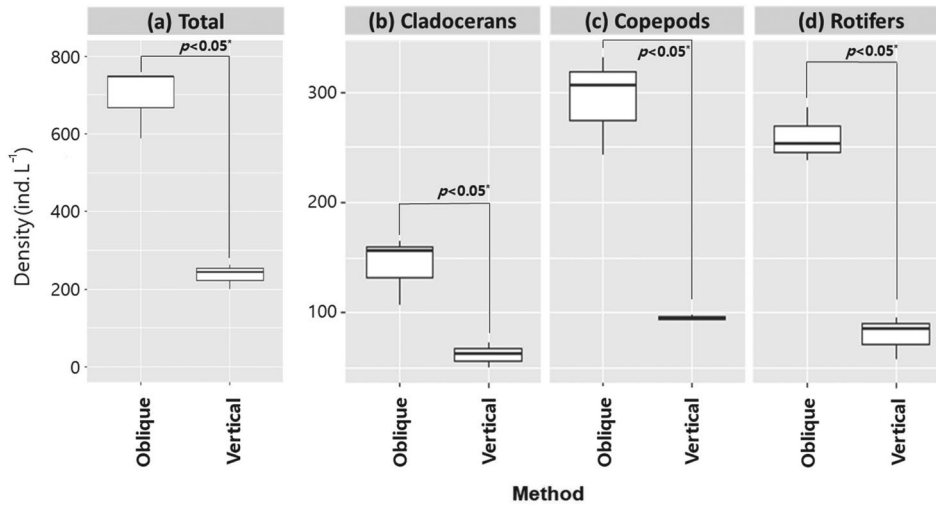 (a) Total
(b) Cladocerans
(c) Copepods
(d) Rotifers
p<0.05*
p<0.05*
p<0.05*
p<0.05*
Density (ind. L⁻¹)
800
600
400
200
0
300
200
100
Oblique
Vertical
Oblique
Vertical
Oblique
Vertical
Oblique
Vertical
Method